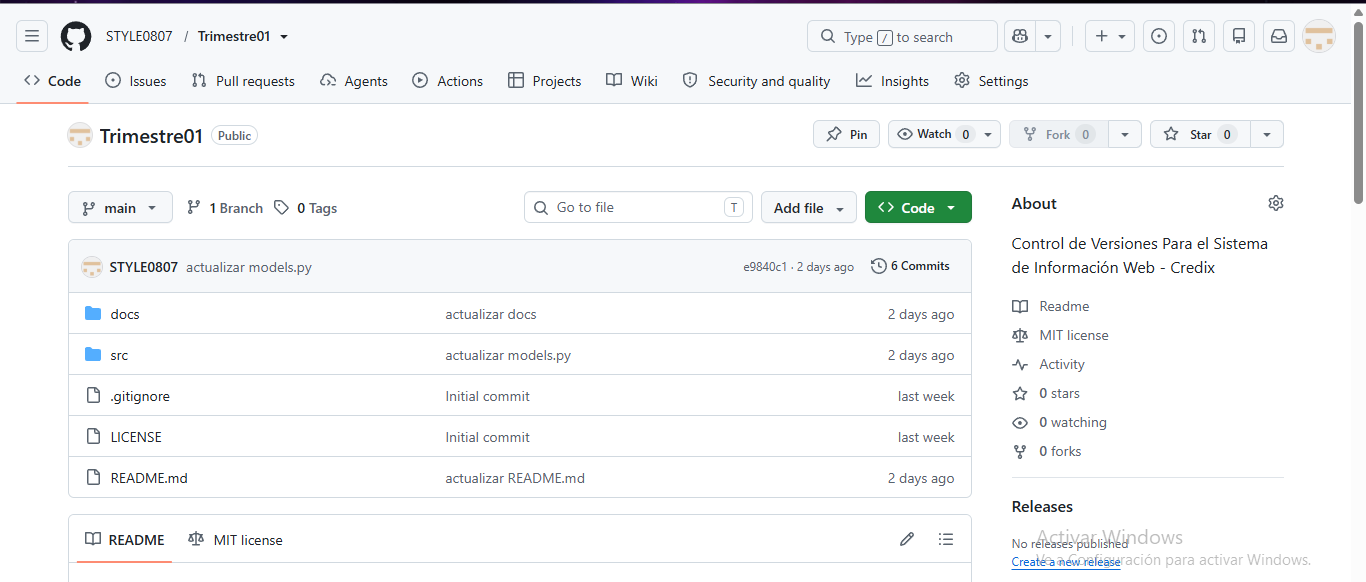 STYLE0807 / Trimestre01
Type / to search
Code Issues Pull requests Agents Actions Projects Wiki Security and quality Insights Settings
Trimestre01 Public
Pin Watch 0 Fork 0 Star 0
main 1 Branch 0 Tags Go to file T Add file Code
STYLE0807 actualizar models.py e9840c1 · 2 days ago 6 Commits
docs actualizar docs 2 days ago
src actualizar models.py 2 days ago
.gitignore Initial commit last week
LICENSE Initial commit last week
README.md actualizar README.md 2 days ago
README MIT license
About
Control de Versiones Para el Sistema
de Información Web - Credix
Readme
MIT license
Activity
0 stars
0 watching
0 forks
Releases
No releases published
Create a new release
Activar Windows
Ve a Configuración para activar Windows.